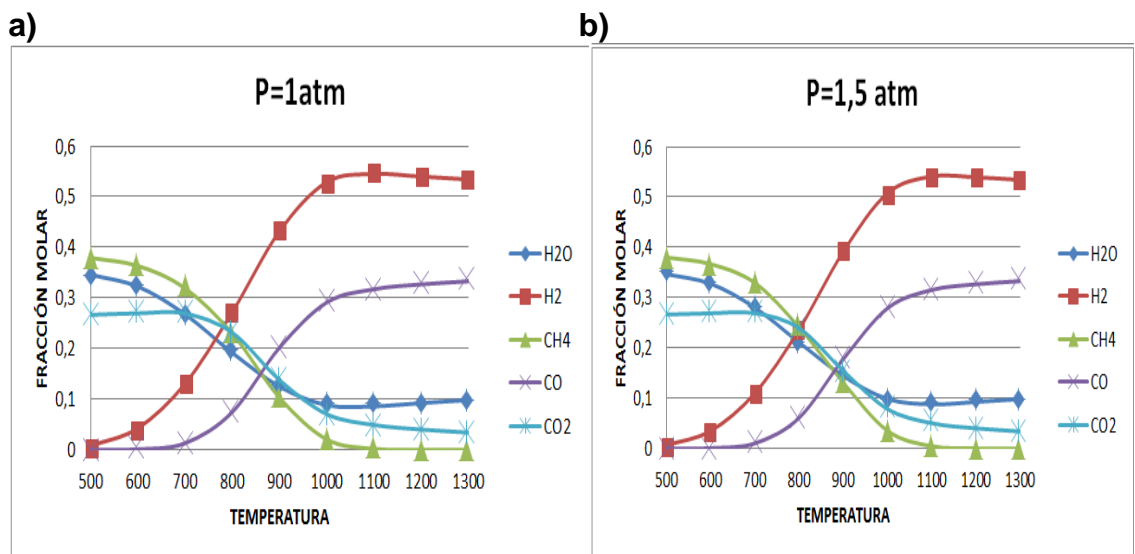 a)
P=1atm
FRACCIÓN MOLAR
0,6
0,5
0,4
0,3
0,2
0,1
0
500 600 700 800 900 1000 1100 1200 1300
TEMPERATURA
H2O
H2
CH4
CO
CO2
b)
P=1,5 atm
FRACCIÓN MOLAR
0,6
0,5
0,4
0,3
0,2
0,1
0
500 600 700 800 900 1000 1100 1200 1300
TEMPERATURA
H2O
H2
CH4
CO
CO2